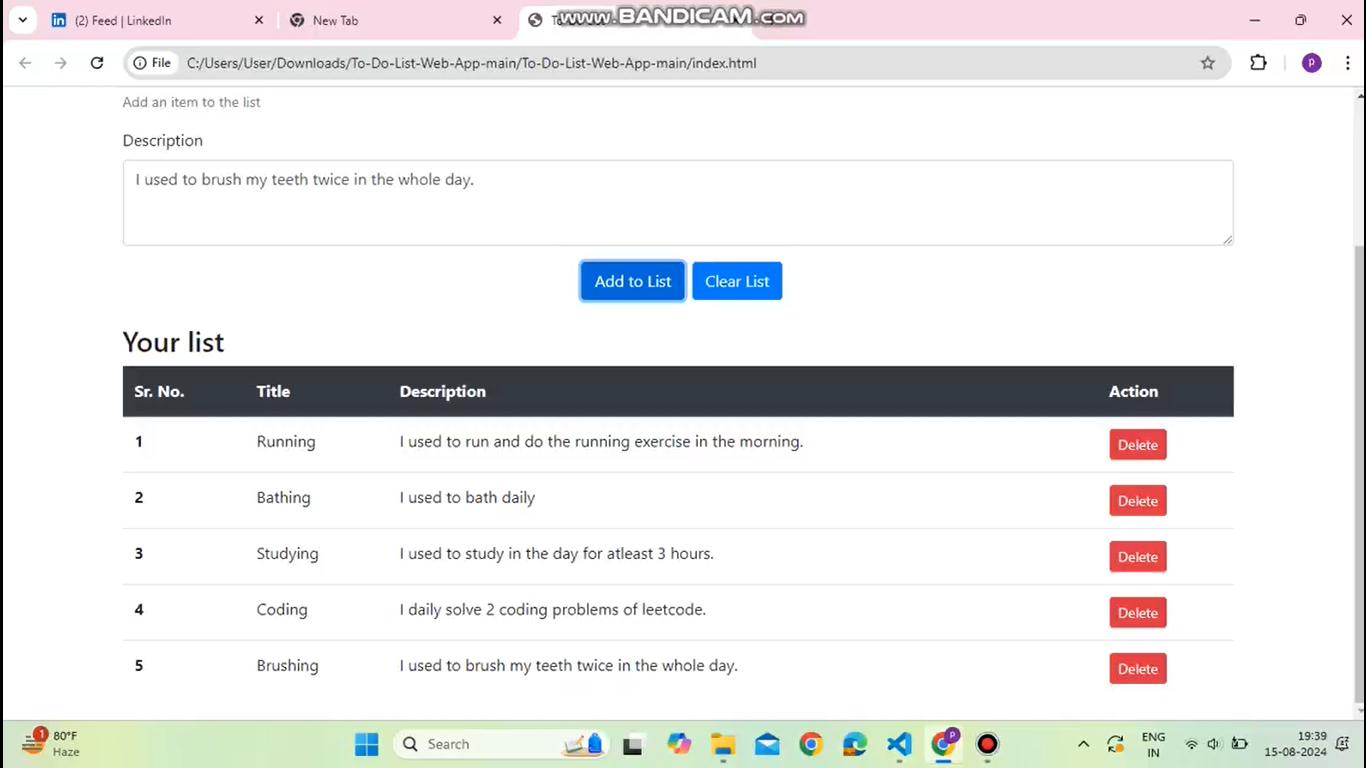 (2) Feed | LinkedIn
New Tab
www.BANDICAM.com
File
C:/Users/User/Downloads/To-Do-List-Web-App-main/To-Do-List-Web-App-main/index.html
P
Add an item to the list
Description
I used to brush my teeth twice in the whole day.
Add to List Clear List
Your list
Sr. No. Title Description Action
1 Running I used to run and do the running exercise in the morning. Delete
2 Bathing I used to bath daily Delete
3 Studying I used to study in the day for atleast 3 hours. Delete
4 Coding I daily solve 2 coding problems of leetcode. Delete
5 Brushing I used to brush my teeth twice in the whole day. Delete
1
80°F
Haze
Search
P
ENG
IN
19:39
15-08-2024